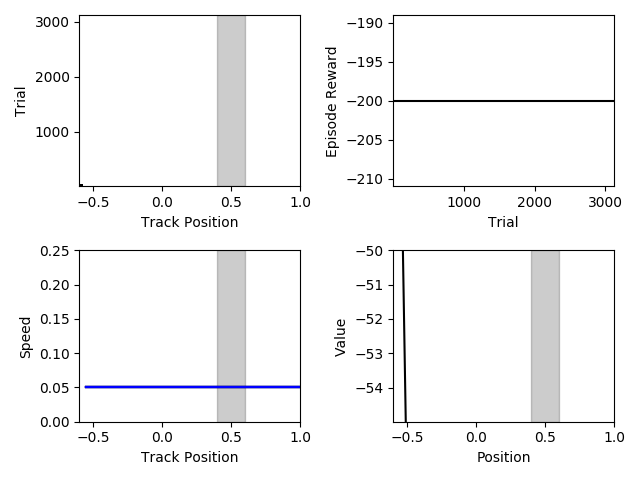 3000
2000
1000
Trial
−0.5 0.0 0.5 1.0
Track Position
−190
−195
−200
−205
−210
Episode Reward
1000 2000 3000
Trial
0.25
0.20
0.15
0.10
0.05
0.00
Speed
−0.5 0.0 0.5 1.0
Track Position
−50
−51
−52
−53
−54
Value
−0.5 0.0 0.5 1.0
Position